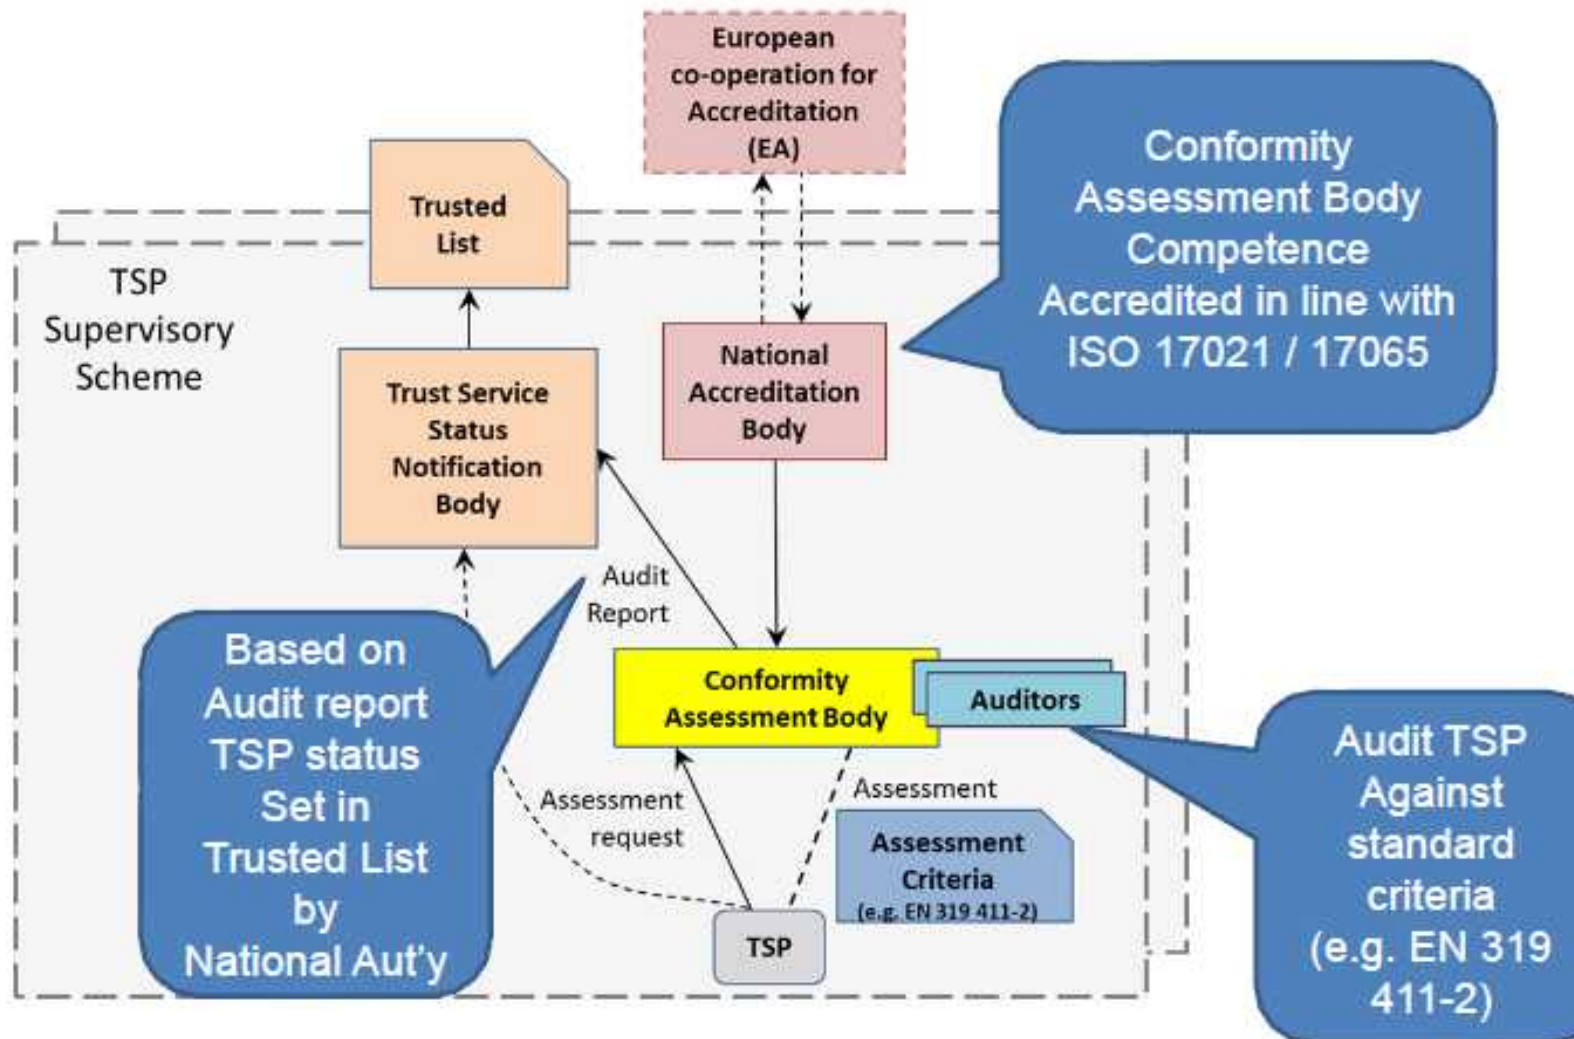 European
co-operation for
Accreditation
(EA)
Conformity
Assessment Body
Competence
Accredited in line with
ISO 17021 / 17065
Trusted
List
TSP
Supervisory
Scheme
National
Accreditation
Body
Trust Service
Status
Notification
Body
Audit
Report
Based on
Audit report
TSP status
Set in
Trusted List
by
National Aut'y
Conformity
Assessment Body
Auditors
Audit TSP
Against
standard
criteria
(e.g. EN 319
411-2)
Assessment
request
Assessment
Assessment
Criteria
(e.g. EN 319 411-2)
TSP